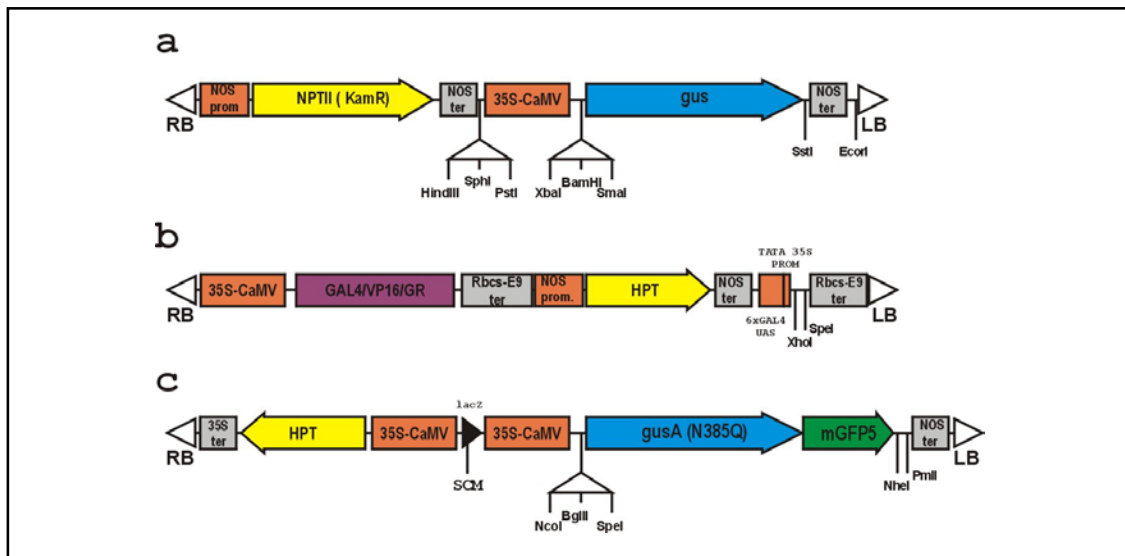 a
NOS prom
NPTII ( KamR)
NOS ter
35S-CaMV
gus
NOS ter
RB
LB
SstI
EcorI
HindIII
SphI
PstI
XbaI
BamHI
SmaI
b
TATA 35S
PROM
35S-CaMV
GAL4/VP16/GR
Rbcs-E9 ter
NOS prom.
HPT
NOS ter
Rbcs-E9 ter
RB
6xGAL4
UAS
XhoI
SpeI
LB
c
lacZ
35S ter
HPT
35S-CaMV
35S-CaMV
gusA (N385Q)
mGFP5
NOS ter
RB
LB
NheI
PmlI
NcoI
BglII
SpeI